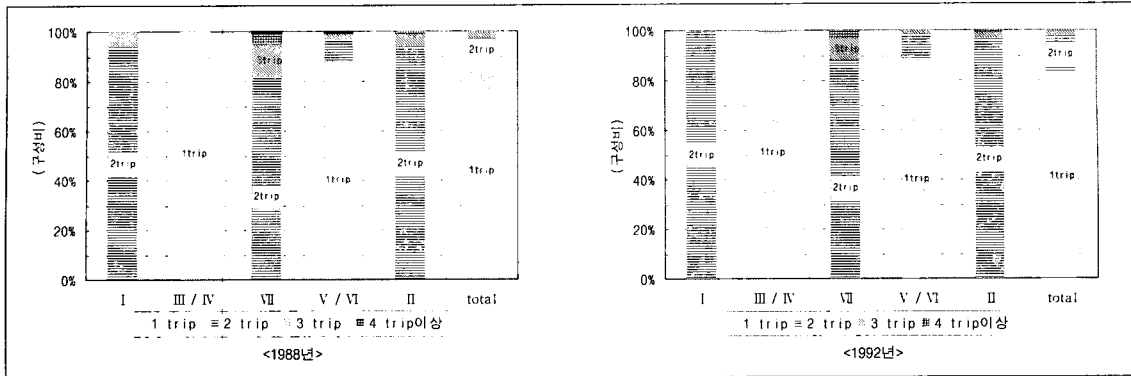 100%
80%
60%
40%
20%
0%
(구성비)
2trip
1trip
3trip
2trip
1trip
2trip
2trip
1trip
I III / IV VII V / VI II total
1 trip 2 trip 3 trip 4 trip이상
<1988년>
100%
80%
60%
40%
20%
0%
(구성비)
2trip
1trip
3trip
2trip
1trip
2trip
2trip
1trip
I III / IV VII V / VI II total
1 trip 2 trip 3 trip 4 trip이상
<1992년>